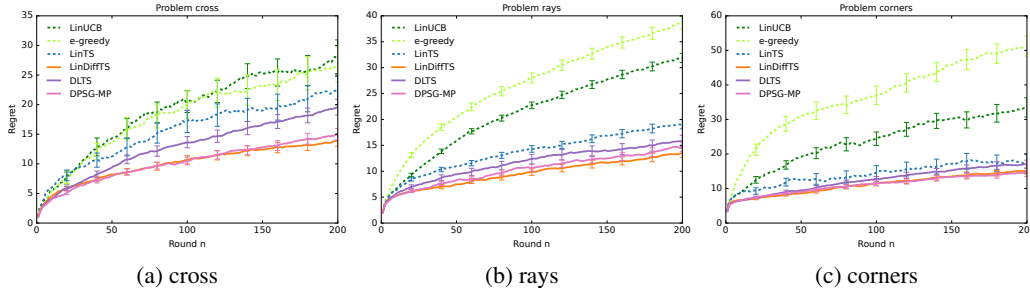 Problem cross
35
30
25
20
15
10
5
0
Regret
LinUCB
e-greedy
LinTS
LinDiffTS
DLTS
DPSG-MP
0 50 100 150 200
Round n
(a) cross
Problem rays
40
35
30
25
20
15
10
5
0
Regret
LinUCB
e-greedy
LinTS
LinDiffTS
DLTS
DPSG-MP
0 50 100 150 200
Round n
(b) rays
Problem corners
60
50
40
30
20
10
0
Regret
LinUCB
e-greedy
LinTS
LinDiffTS
DLTS
DPSG-MP
0 50 100 150 200
Round n
(c) corners